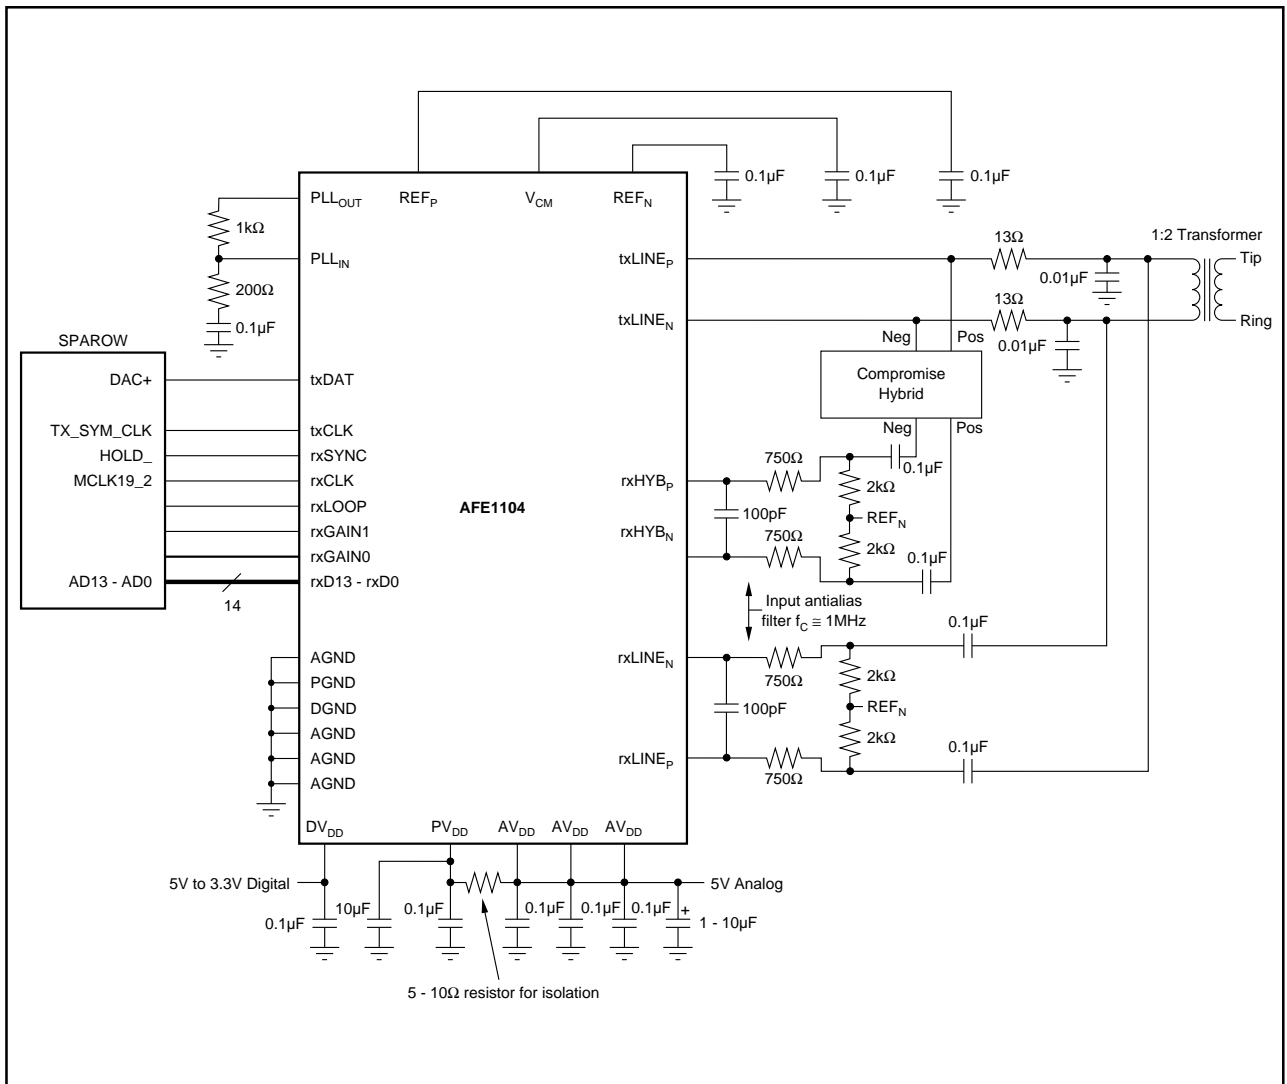 PLLOUT
REFP
VCM
REFN
0.1µF
0.1µF
0.1µF
1kΩ
PLLIN
200Ω
0.1µF
txLINEP
13Ω
1:2 Transformer
Tip
0.01µF
txLINEN
13Ω
Ring
0.01µF
Neg
Pos
Compromise
Hybrid
Neg
Pos
SPAROW
DAC+
txDAT
TX_SYM_CLK
txCLK
HOLD_
rxSYNC
MCLK19_2
rxCLK
rxLOOP
rxGAIN1
rxGAIN0
AD13 - AD0
rxD13 - rxD0
14
AFE1104
750Ω
0.1µF
rxHYBP
2kΩ
100pF
REFN
rxHYBN
750Ω
2kΩ
0.1µF
Input antialias
filter fC ≅ 1MHz
0.1µF
AGND
rxLINEN
PGND
750Ω
2kΩ
DGND
100pF
REFN
AGND
2kΩ
AGND
rxLINEP
0.1µF
AGND
750Ω
DVDD
PVDD
AVDD
AVDD
AVDD
5V to 3.3V Digital
5V Analog
0.1µF
10µF
0.1µF
0.1µF
0.1µF
0.1µF
+
1 - 10µF
5 - 10Ω resistor for isolation